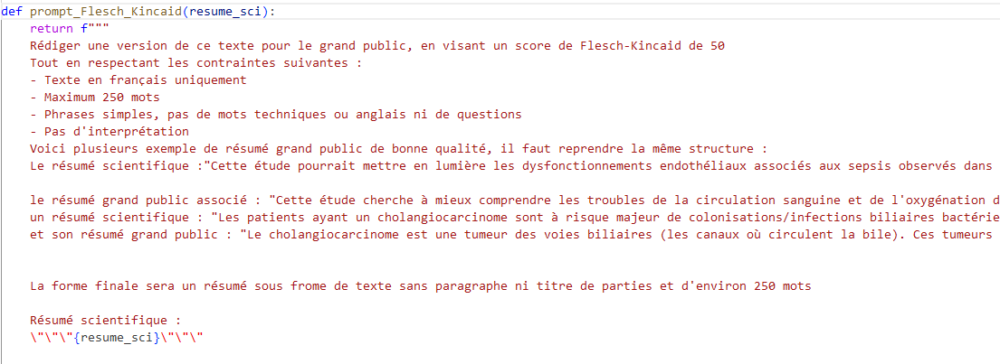 def prompt_Flesch_Kincaid(resume_sci):
return f"""
Rédiger une version de ce texte pour le grand public, en visant un score de Flesch-Kincaid de 50
Tout en respectant les contraintes suivantes :
- Texte en français uniquement
- Maximum 250 mots
- Phrases simples, pas de mots techniques ou anglais ni de questions
- Pas d'interprétation
Voici plusieurs exemple de résumé grand public de bonne qualité, il faut reprendre la même structure :
Le résumé scientifique :"Cette étude pourrait mettre en lumière les dysfonctionnements endothéliaux associés aux sepsis observés dans
le résumé grand public associé : "Cette étude cherche à mieux comprendre les troubles de la circulation sanguine et de l'oxygénation d
un résumé scientifique : "Les patients ayant un cholangiocarcinome sont à risque majeur de colonisations/infections biliaires bactérie
et son résumé grand public : "Le cholangiocarcinome est une tumeur des voies biliaires (les canaux où circulent la bile). Ces tumeurs
La forme finale sera un résumé sous frome de texte sans paragraphe ni titre de parties et d'environ 250 mots
Résumé scientifique :
\"\"\"{resume_sci}\"\"\"